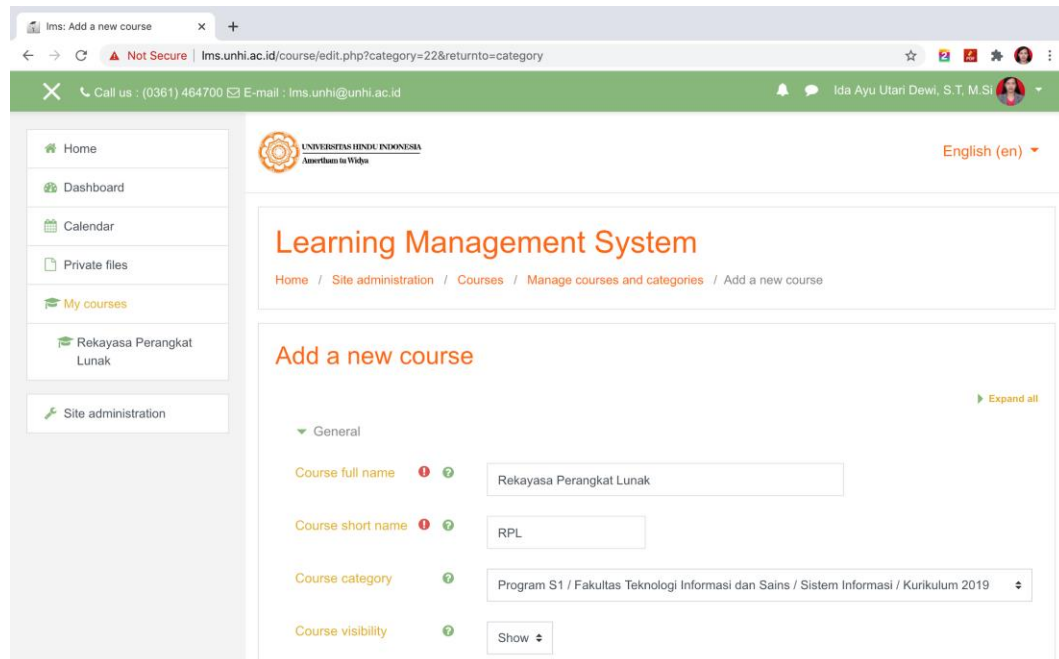 lms: Add a new course
Not Secure | lms.unhi.ac.id/course/edit.php?category=22&returnto=category
Call us : (0361) 464700 E-mail : lms.unhi@unhi.ac.id
Ida Ayu Utari Dewi, S.T, M.Si
Home
Dashboard
Calendar
Private files
My courses
Rekayasa Perangkat
Lunak
Site administration
UNIVERSITAS HINDU INDONESIA
Amertham tu Widya
English (en)
Learning Management System
Home / Site administration / Courses / Manage courses and categories / Add a new course
Add a new course
Expand all
General
Course full name
Rekayasa Perangkat Lunak
Course short name
RPL
Course category
Program S1 / Fakultas Teknologi Informasi dan Sains / Sistem Informasi / Kurikulum 2019
Course visibility
Show